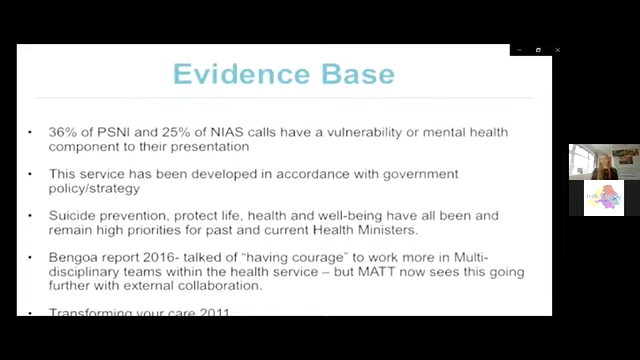 Evidence Base
• 36% of PSNI and 25% of NIAS calls have a vulnerability or mental health
component to their presentation
• This service has been developed in accordance with government
policy/strategy
• Suicide prevention, protect life, health and well-being have all been and
remain high priorities for past and current Health Ministers.
• Bengoa report 2016- talked of “having courage” to work more in Multi-
disciplinary teams within the health service – but MATT now sees this going
further with external collaboration.
• Transforming your care 2011